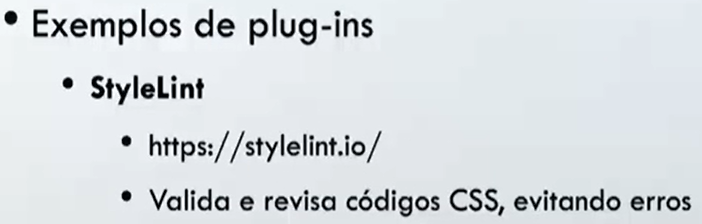 • Exemplos de plug-ins
• StyleLint
• https://stylelint.io/
• Valida e revisa códigos CSS, evitando erros